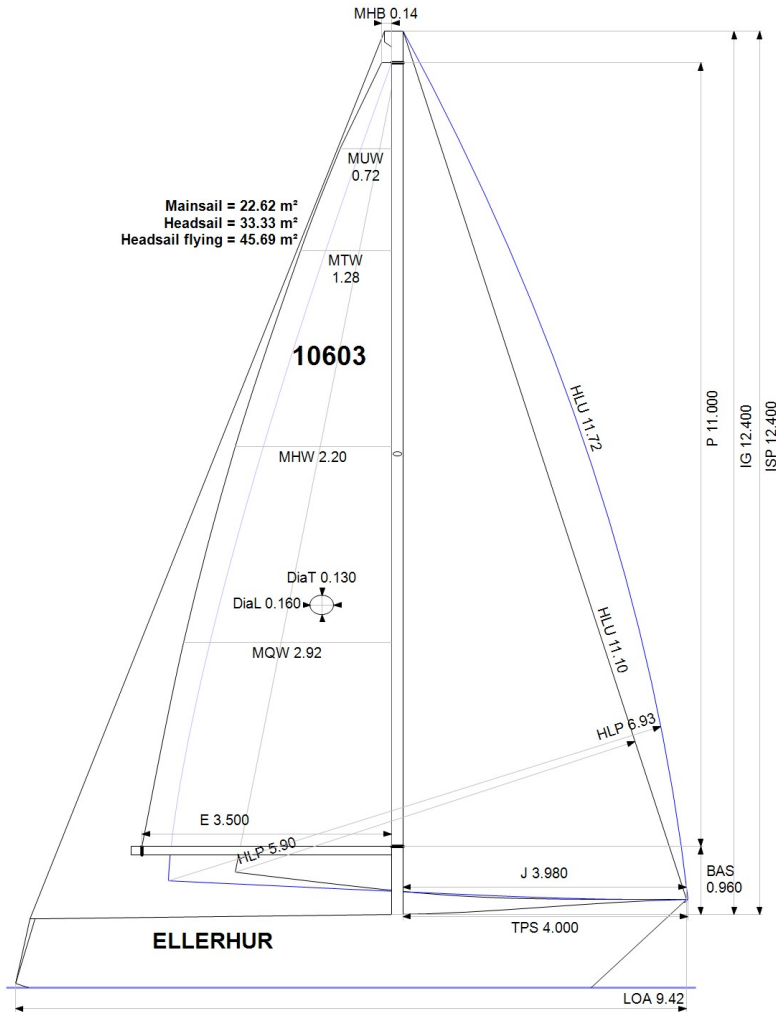 MHB 0.14
MUW
0.72
Mainsail = 22.62 m²
Headsail = 33.33 m²
Headsail flying = 45.69 m²
MTW
1.28
10603
HLU 11.72
P 11.000
IG 12.400
ISP 12.400
MHW 2.20
DiaT 0.130
DiaL 0.160
HLU 11.10
MQW 2.92
HLP 6.93
E 3.500
HLP 5.90
J 3.980
BAS
0.960
TPS 4.000
ELLERHUR
LOA 9.42